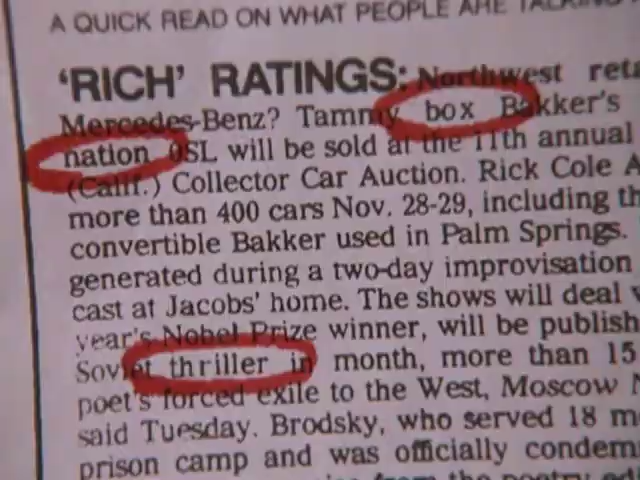 A QUICK READ ON WHAT PEOPLE ARE TALKING
'RICH' RATINGS: Northwest reta
Mercedes-Benz? Tammy box Bakker's
nation 0SL will be sold at the 11th annual
(Calif.) Collector Car Auction. Rick Cole A
more than 400 cars Nov. 28-29, including th
convertible Bakker used in Palm Springs.
generated during a two-day improvisation
cast at Jacobs' home. The shows will deal
year's Nobel Prize winner, will be publish
Soviet thriller in month, more than 15
poet's forced exile to the West, Moscow N
said Tuesday. Brodsky, who served 18 m
prison camp and was officially condem
from the poetry